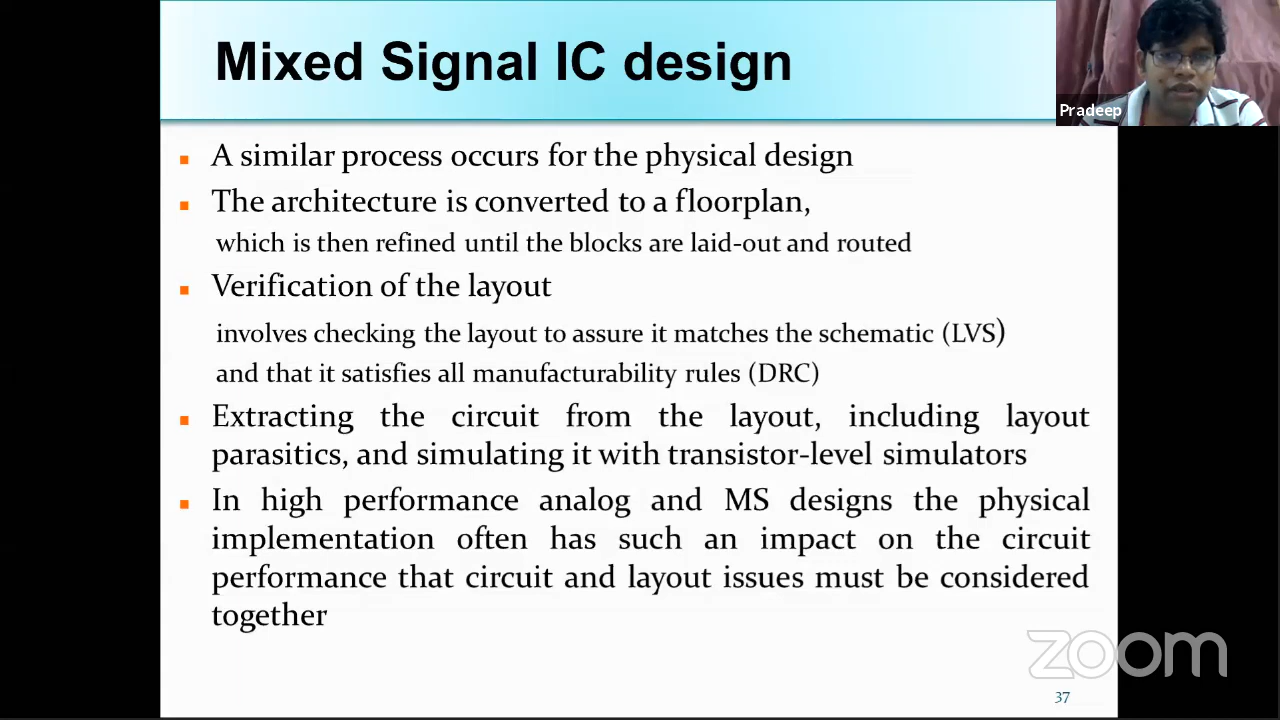 Mixed Signal IC design
Pradeep
A similar process occurs for the physical design
The architecture is converted to a floorplan,
which is then refined until the blocks are laid-out and routed
Verification of the layout
involves checking the layout to assure it matches the schematic (LVS)
and that it satisfies all manufacturability rules (DRC)
Extracting the circuit from the layout, including layout
parasitics, and simulating it with transistor-level simulators
In high performance analog and MS designs the physical
implementation often has such an impact on the circuit
performance that circuit and layout issues must be considered
together
zoom
37